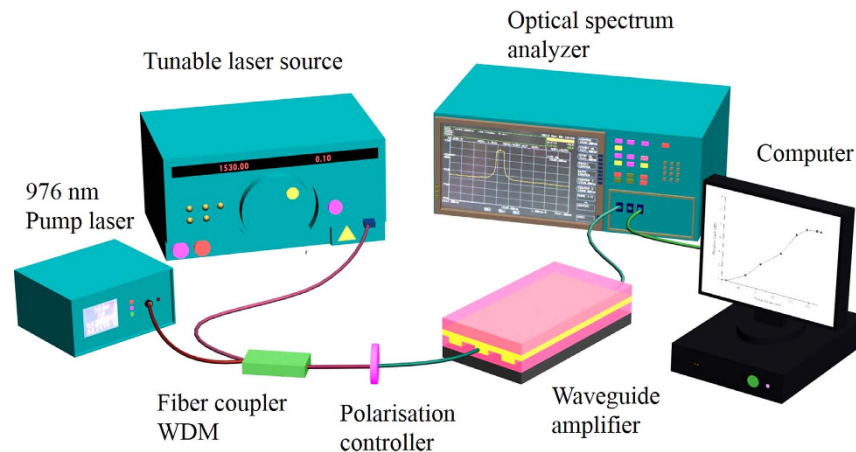 Optical spectrum
analyzer
Tunable laser source
Computer
1530.00 0.10
976 nm
Pump laser
Fiber coupler
WDM
Polarisation
controller
Waveguide
amplifier